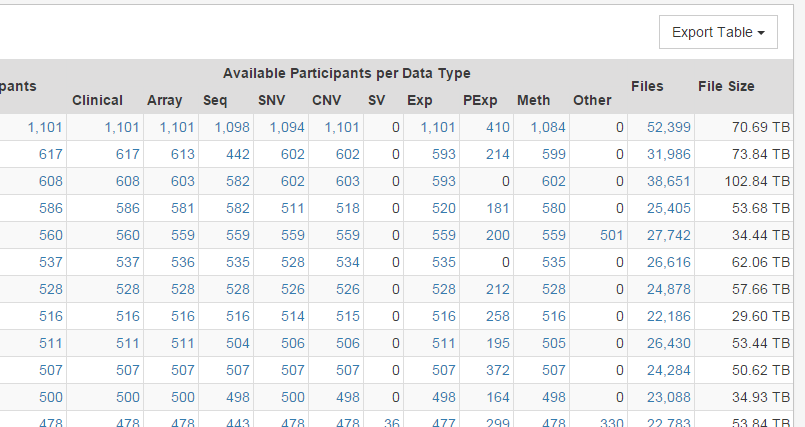 Export Table
Available Participants per Data Type
pants Files File Size
Clinical Array Seq SNV CNV SV Exp PExp Meth Other
1,101 1,101 1,101 1,098 1,094 1,101 0 1,101 410 1,084 0 52,399 70.69 TB
617 617 613 442 602 602 0 593 214 599 0 31,986 73.84 TB
608 608 603 582 602 603 0 593 0 602 0 38,651 102.84 TB
586 586 581 582 511 518 0 520 181 580 0 25,405 53.68 TB
560 560 559 559 559 559 0 559 200 559 501 27,742 34.44 TB
537 537 536 535 528 534 0 535 0 535 0 26,616 62.06 TB
528 528 528 528 526 526 0 528 212 528 0 24,878 57.66 TB
516 516 516 516 514 515 0 516 258 516 0 22,186 29.60 TB
511 511 511 504 506 506 0 511 195 505 0 26,430 53.44 TB
507 507 507 507 507 507 0 507 372 507 0 24,284 50.62 TB
500 500 500 498 500 498 0 498 164 498 0 23,088 34.93 TB
478 478 478 443 478 478 36 477 299 478 330 22,783 53.84 TB